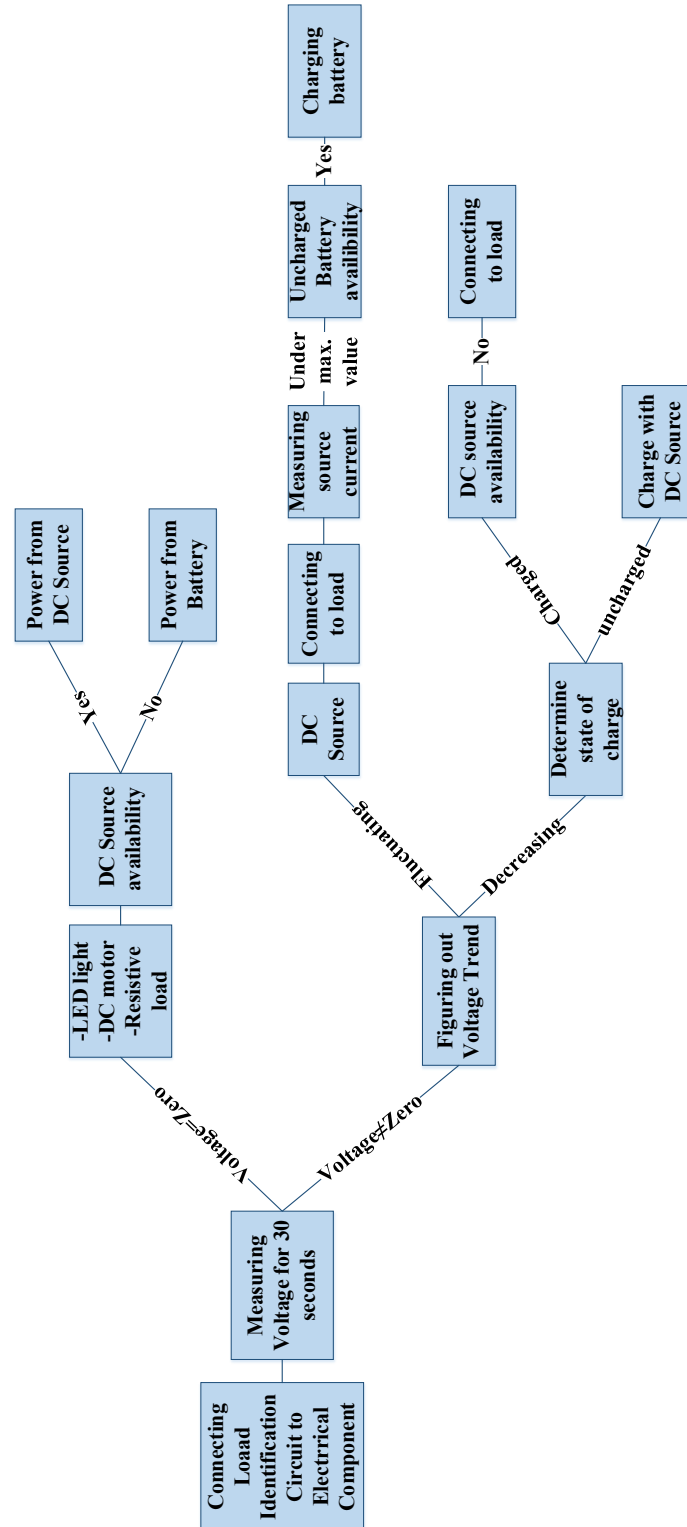 Connecting
Loaad
Identification
Circuit to
Electrrical
Component
Measuring
Voltage for 30
seconds
Voltage=Zero
-LED light
-DC motor
-Resistive
load
DC Source
availability
Yes
Power from
DC Source
No
Power from
Battery
Voltage≠Zero
Figuring out
Voltage Trend
Fluctuating
DC
Source
Connecting
to load
Measuring
source
current
Under
max.
value
Uncharged
Battery
availibility
Yes
Charging
battery
Decreasing
Determine
state of
charge
Charged
DC source
availability
No
Connecting
to load
uncharged
Charge with
DC Source